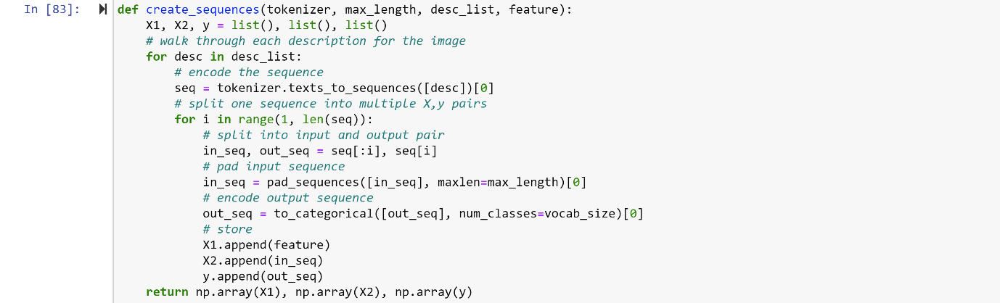 In [83]:
def create_sequences(tokenizer, max_length, desc_list, feature):
    X1, X2, y = list(), list(), list()
    # walk through each description for the image
    for desc in desc_list:
        # encode the sequence
        seq = tokenizer.texts_to_sequences([desc])[0]
        # split one sequence into multiple X,y pairs
        for i in range(1, len(seq)):
            # split into input and output pair
            in_seq, out_seq = seq[:i], seq[i]
            # pad input sequence
            in_seq = pad_sequences([in_seq], maxlen=max_length)[0]
            # encode output sequence
            out_seq = to_categorical([out_seq], num_classes=vocab_size)[0]
            # store
            X1.append(feature)
            X2.append(in_seq)
            y.append(out_seq)
    return np.array(X1), np.array(X2), np.array(y)